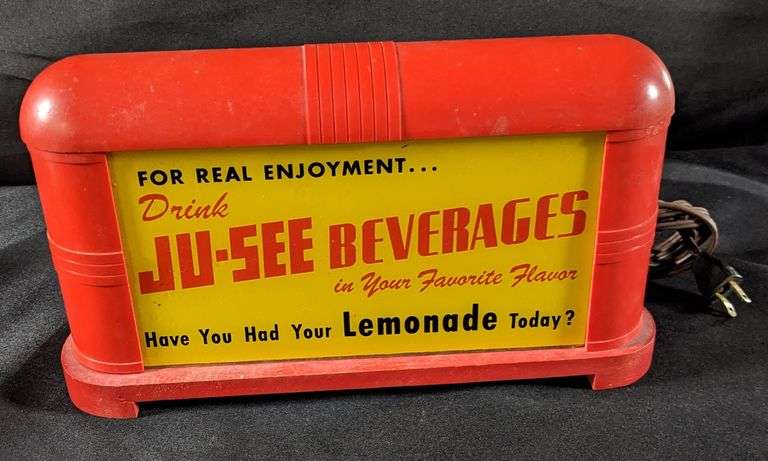 FOR REAL ENJOYMENT...
Drink
JU-SEE BEVERAGES
in Your Favorite Flavor
Have You Had Your Lemonade Today?